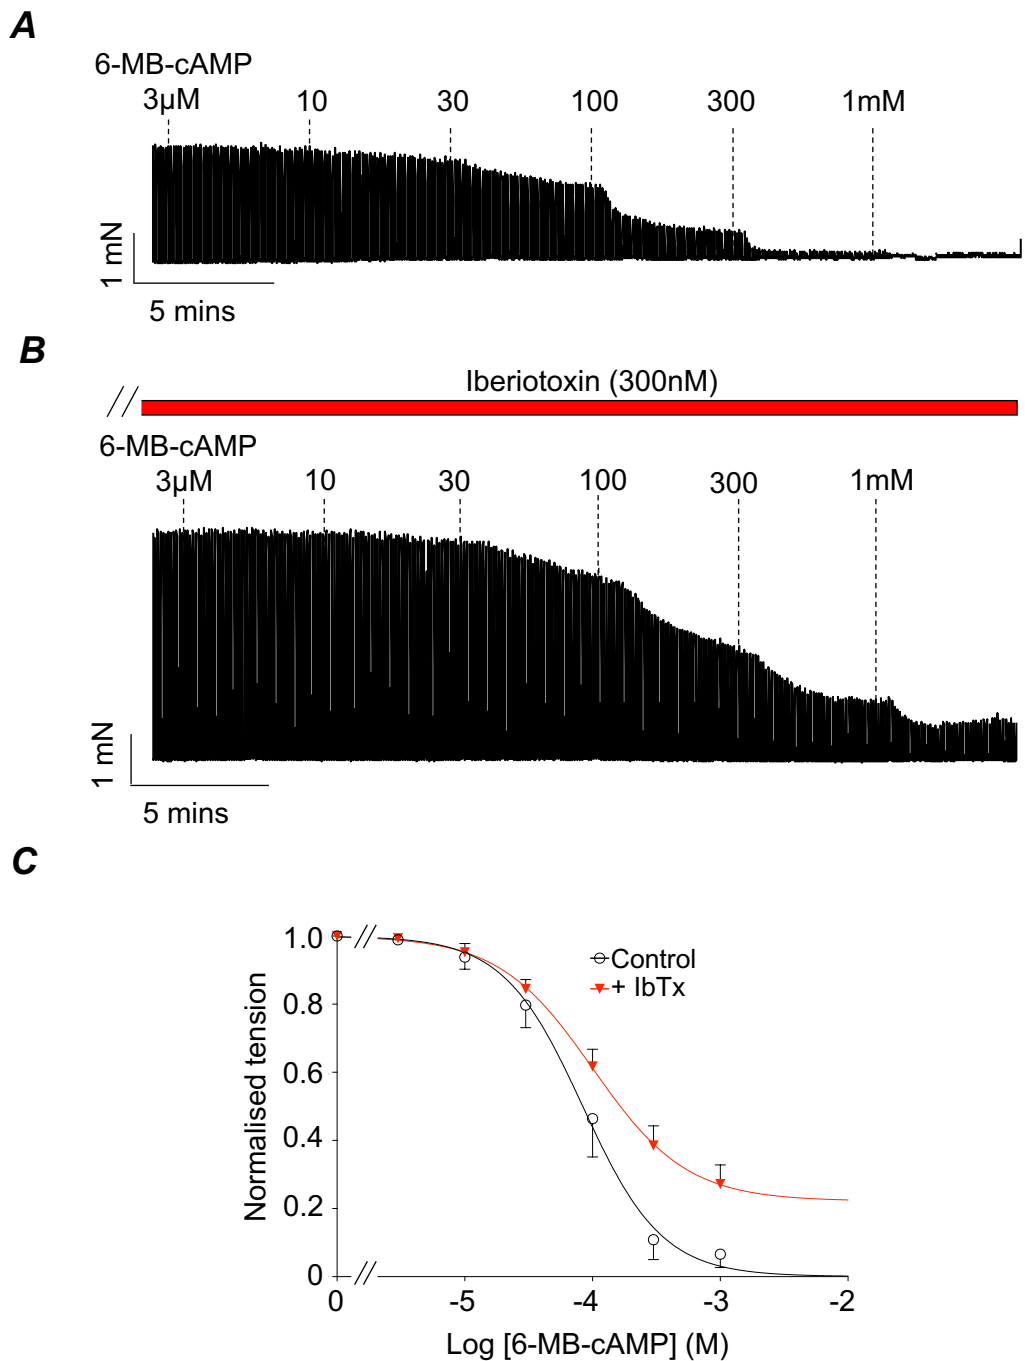 A
6-MB-cAMP
3µM 10 30 100 300 1mM
1 mN
5 mins
B
Iberiotoxin (300nM)
6-MB-cAMP
3µM 10 30 100 300 1mM
1 mN
5 mins
C
1.0
0.8
0.6
0.4
0.2
0
Normalised tension
Control
+ IbTx
0 -5 -4 -3 -2
Log [6-MB-cAMP] (M)